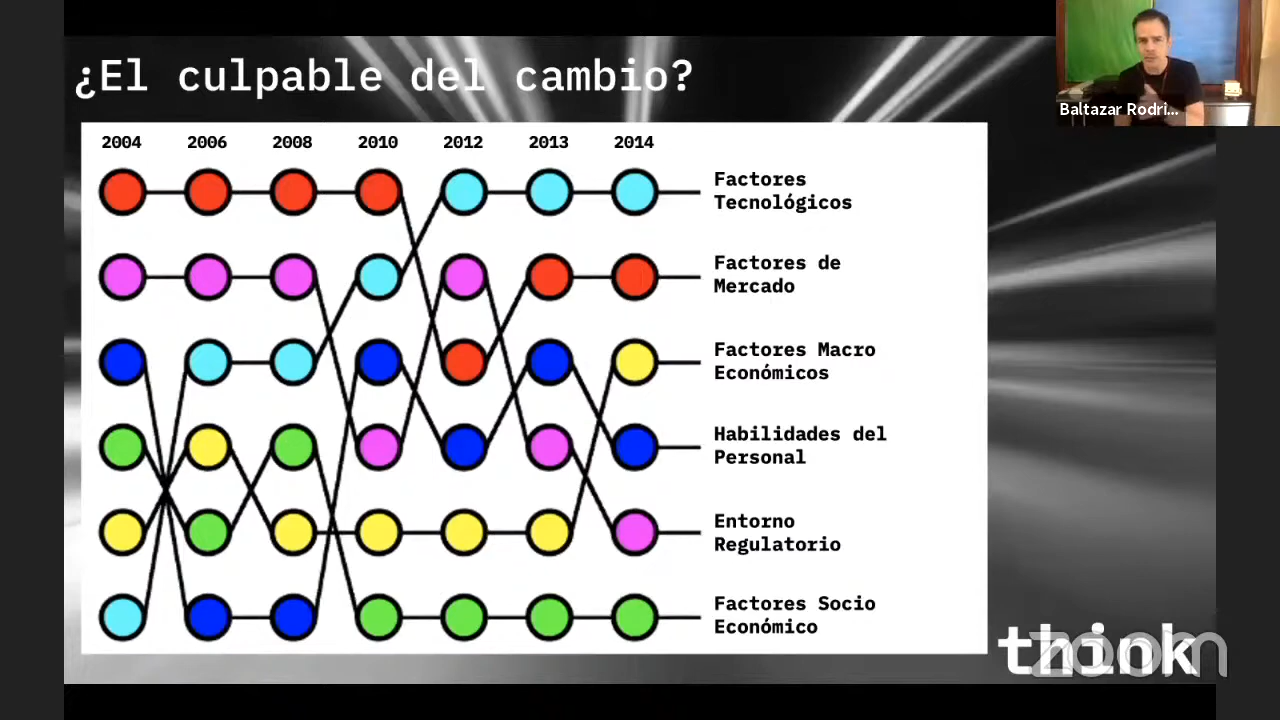 ¿El culpable del cambio?
Baltazar Rodri...
2004 2006 2008 2010 2012 2013 2014
Factores
Tecnológicos
Factores de
Mercado
Factores Macro
Económicos
Habilidades del
Personal
Entorno
Regulatorio
Factores Socio
Económico
think
zoom